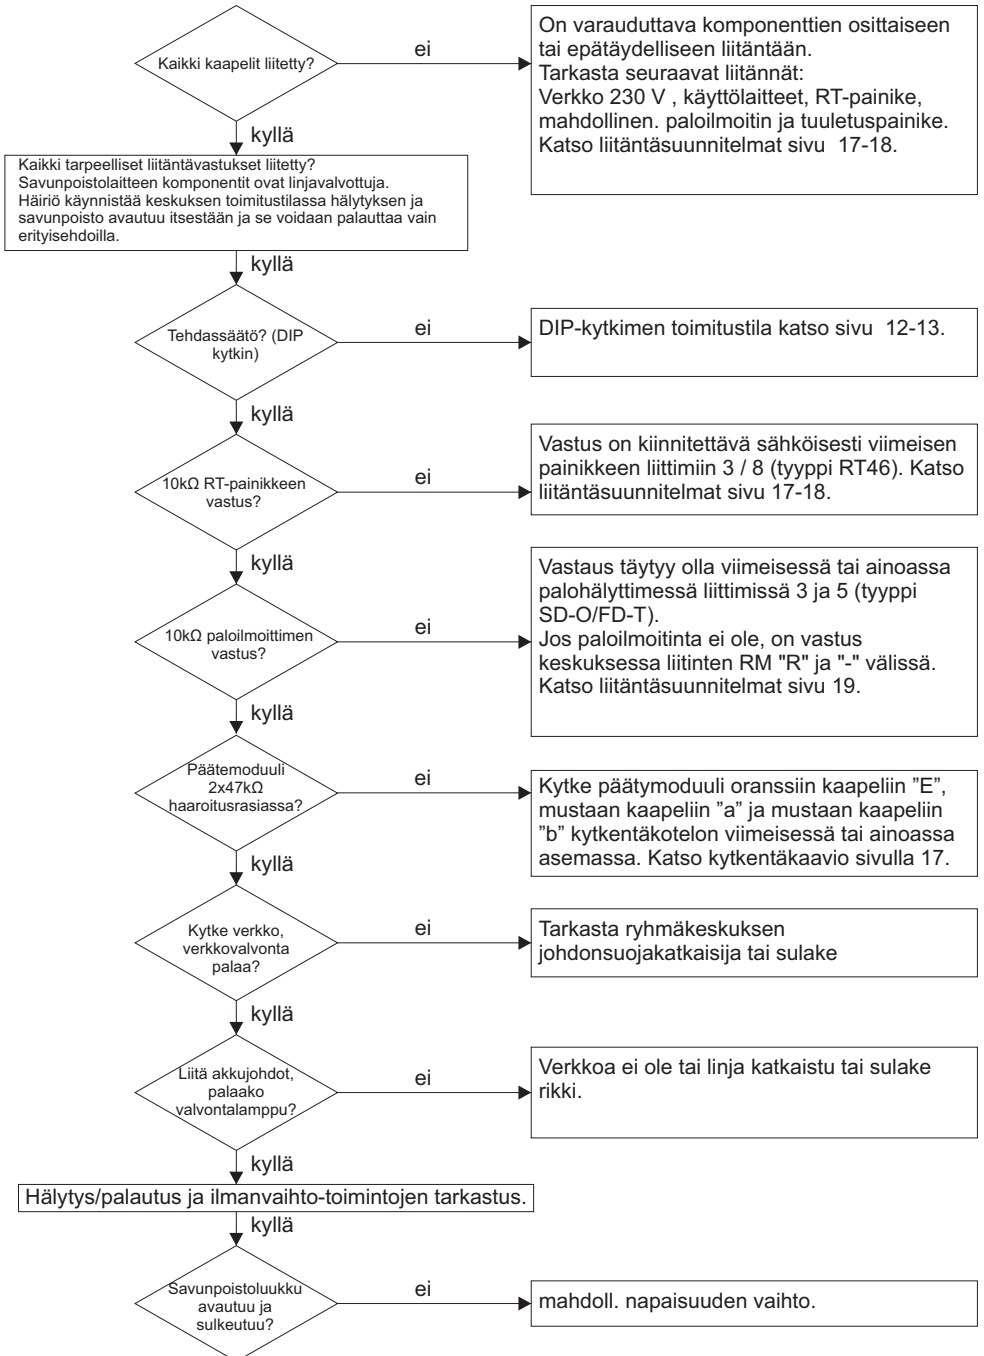 Kaikki kaapelit liitetty?
ei
On varauduttava komponenttien osittaiseen
tai epätäydelliseen liitäntään.
Tarkasta seuraavat liitännät:
Verkko 230 V , käyttölaitteet, RT-painike,
mahdollinen. paloilmoitin ja tuuletuspainike.
Katso liitäntäsuunnitelmat sivu 17-18.
kyllä
Kaikki tarpeelliset liitäntävastukset liitetty?
Savunpoistolaitteen komponentit ovat linjavalvottuja.
Häiriö käynnistää keskuksen toimitustilassa hälytyksen ja
savunpoisto avautuu itsestään ja se voidaan palauttaa vain
erityisehdoilla.
kyllä
Tehdassäätö? (DIP
kytkin)
ei
DIP-kytkimen toimitustila katso sivu 12-13.
kyllä
10kΩ RT-painikkeen
vastus?
ei
Vastus on kiinnitettävä sähköisesti viimeisen
painikkeen liittimiin 3 / 8 (tyyppi RT46). Katso
liitäntäsuunnitelmat sivu 17-18.
kyllä
10kΩ paloilmoittimen
vastus?
ei
Vastaus täytyy olla viimeisessä tai ainoassa
palohälyttimessä liittimissä 3 ja 5 (tyyppi
SD-O/FD-T).
Jos paloilmoitinta ei ole, on vastus
keskuksessa liitinten RM "R" ja "-" välissä.
Katso liitäntäsuunnitelmat sivu 19.
kyllä
Päätemoduuli
2x47kΩ
haaroitusrasiassa?
ei
Kytke päätymoduuli oranssiin kaapeliin ”E”,
mustaan kaapeliin ”a” ja mustaan kaapeliin
”b” kytkentäkotelon viimeisessä tai ainoassa
asemassa. Katso kytkentäkaavio sivulla 17.
kyllä
Kytke verkko,
verkkovalvonta
palaa?
ei
Tarkasta ryhmäkeskuksen
johdonsuojakatkaisija tai sulake
kyllä
Liitä akkujohdot,
palaako
valvontalamppu?
ei
Verkkoa ei ole tai linja katkaistu tai sulake
rikki.
kyllä
Hälytys/palautus ja ilmanvaihto-toimintojen tarkastus.
kyllä
Savunpoistoluukku
avautuu ja
sulkeutuu?
ei
mahdoll. napaisuuden vaihto.